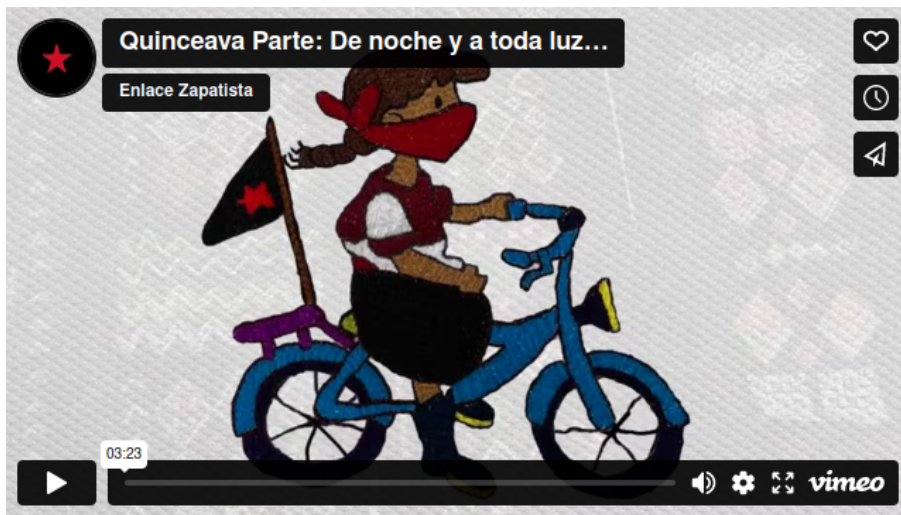 Quinceava Parte: De noche y a toda luz…
Enlace Zapatista
03:23
vimeo